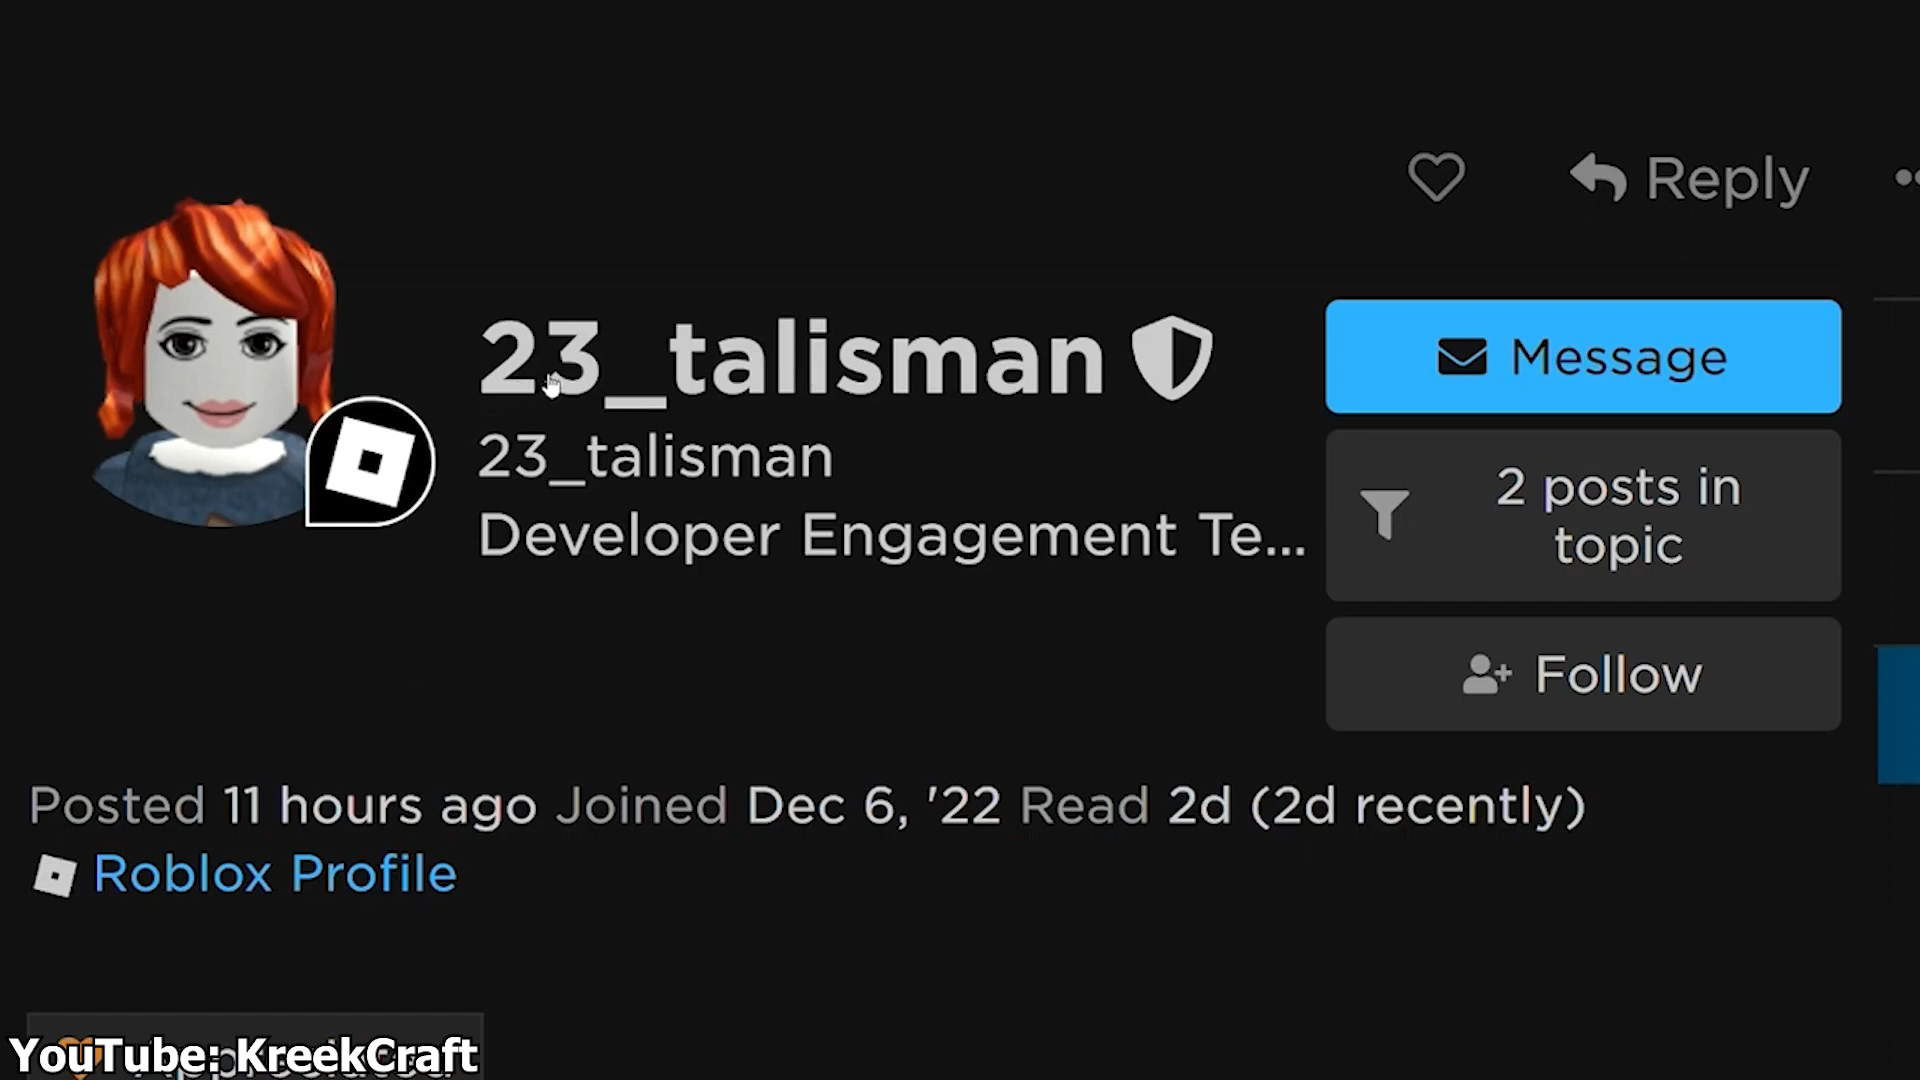 Reply
23_talisman
Message
23_talisman
Developer Engagement Te...
2 posts in
topic
Follow
Posted 11 hours ago Joined Dec 6, '22 Read 2d (2d recently)
Roblox Profile
YouTube: KreekCraft